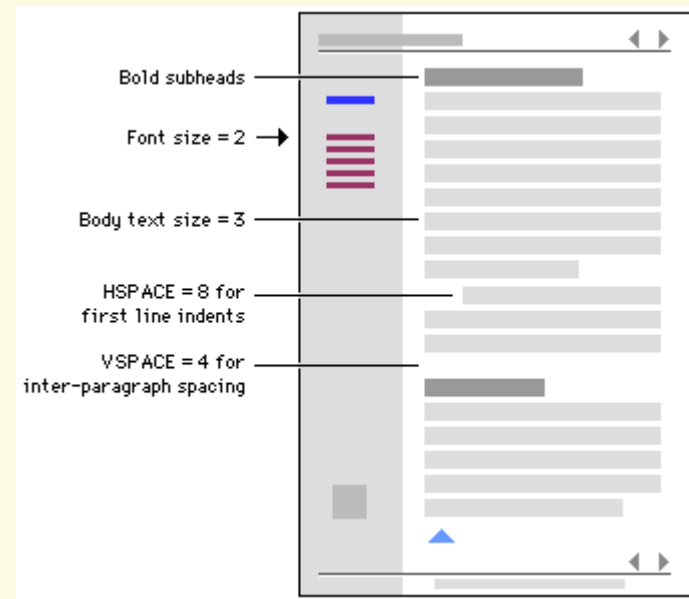 Bold subheads
Font size = 2
Body text size = 3
HSPACE = 8 for
first line indents
VSPACE = 4 for
inter-paragraph spacing